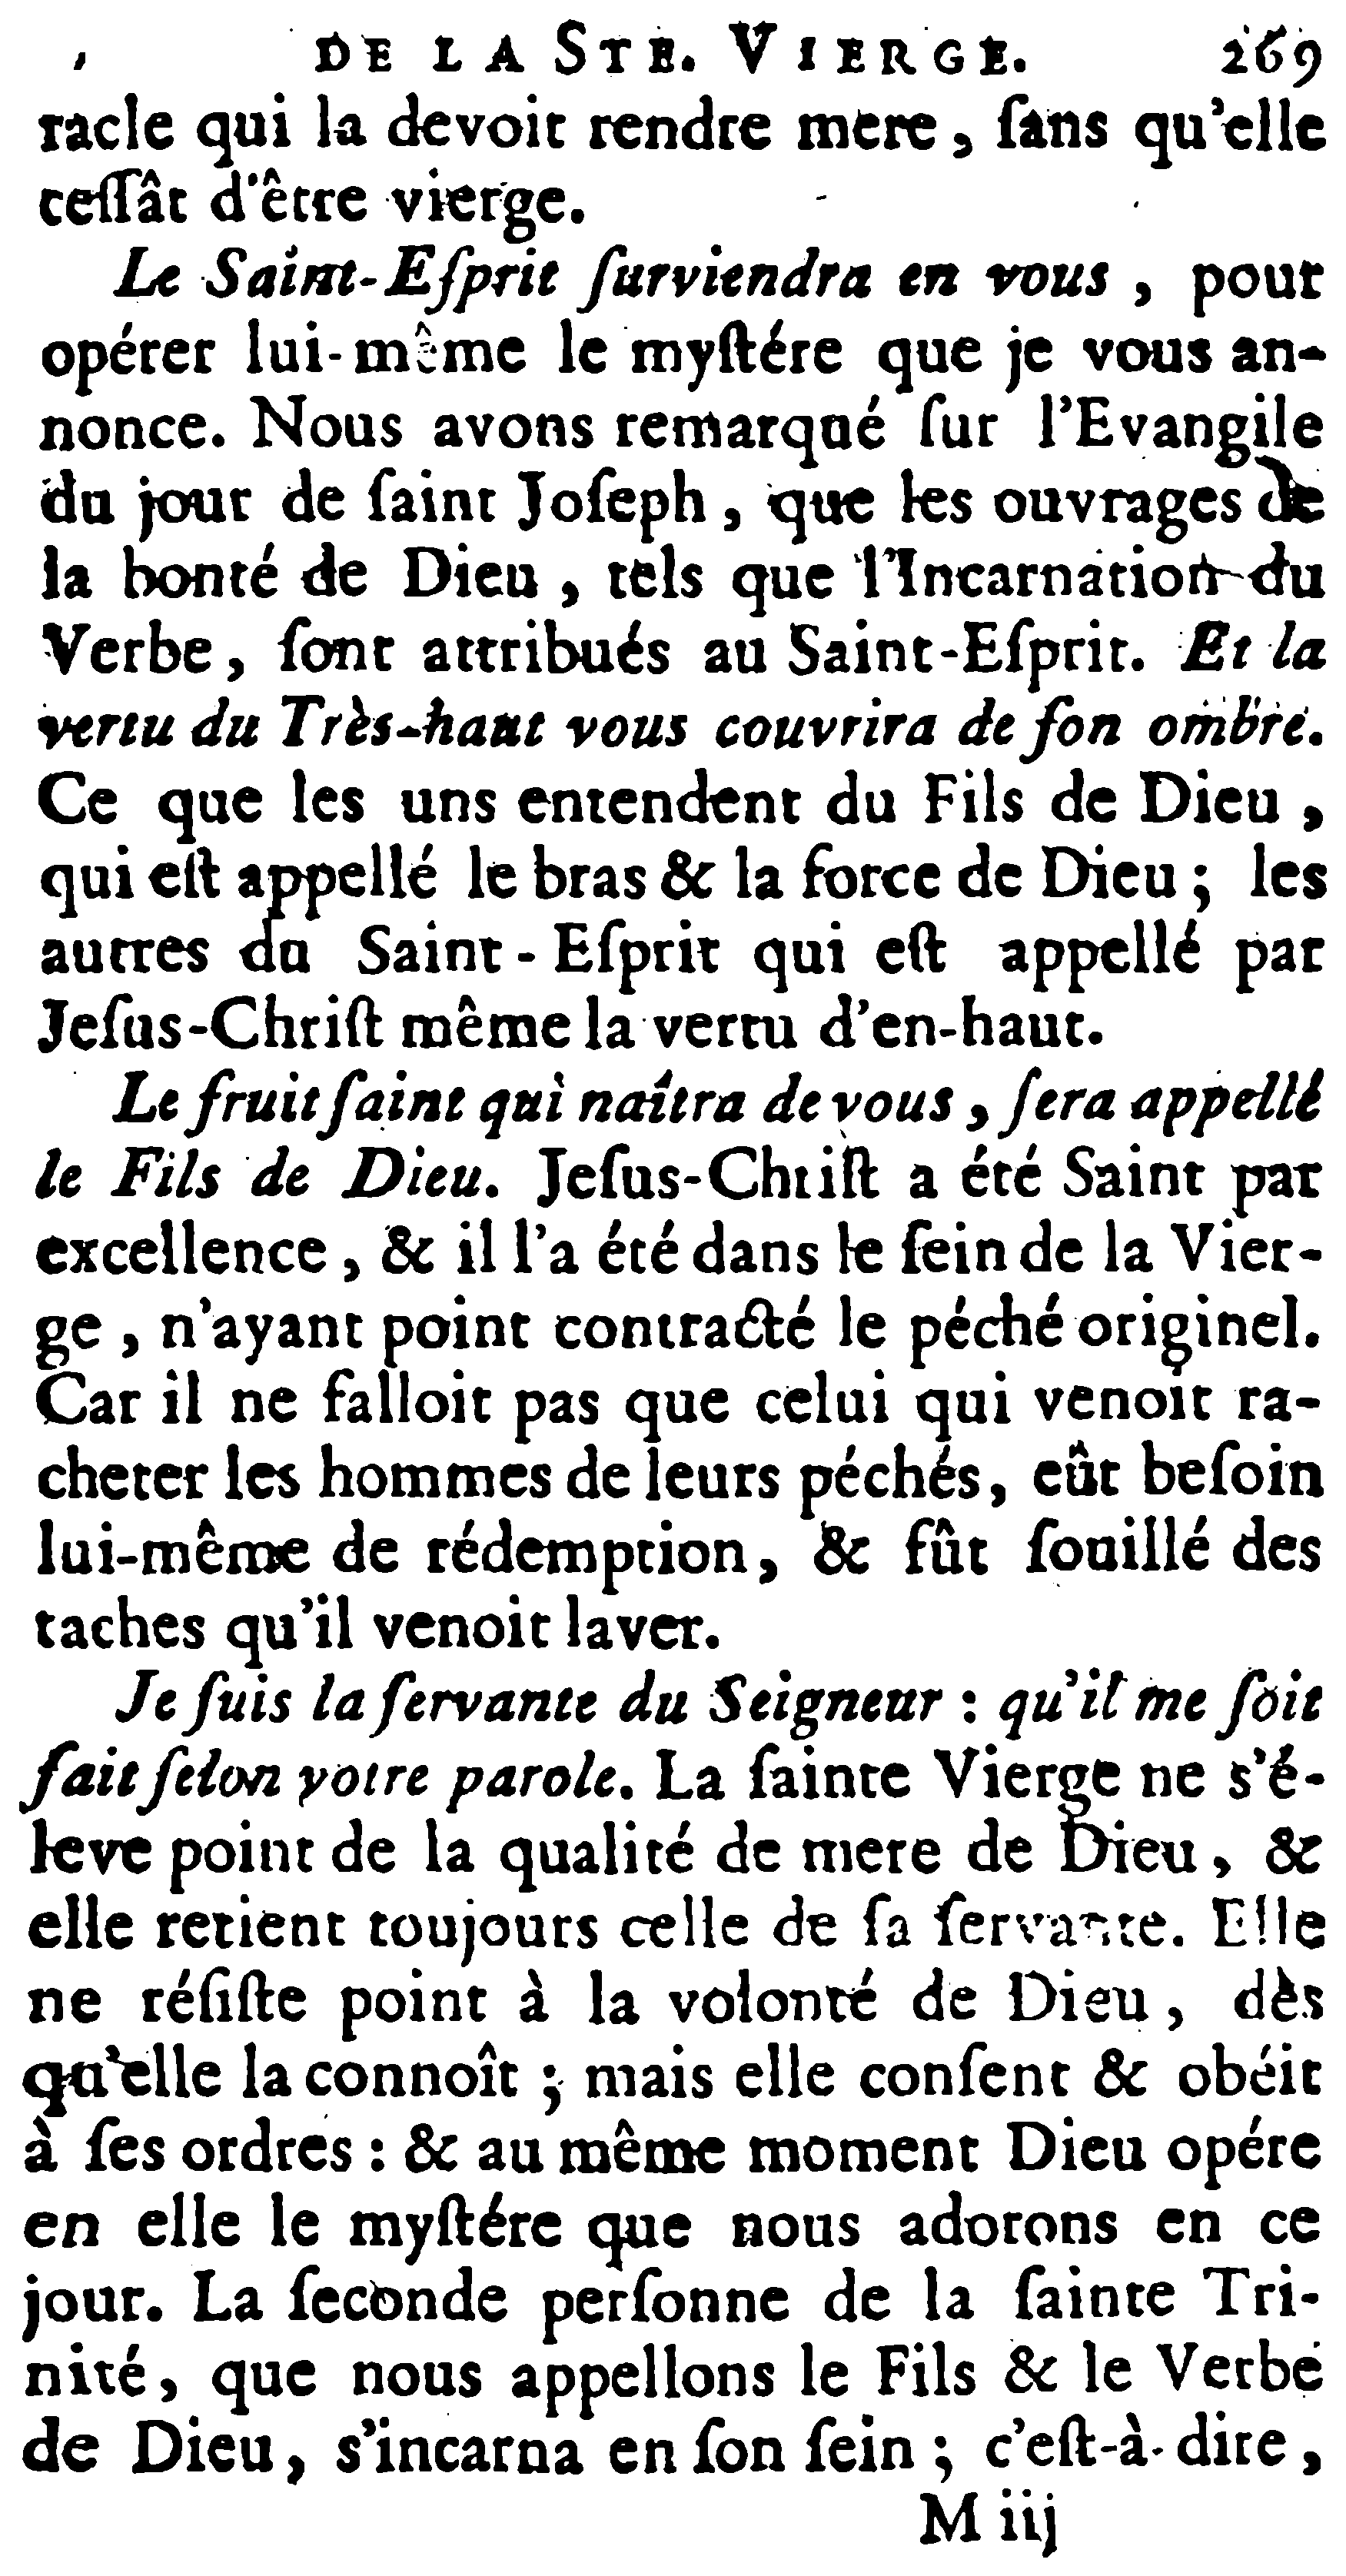 DE LA STE. VIERGE. 269
racle qui la devoit rendre mere, ſans qu'elle
ceſſât d'être vierge.
Le Saint-Eſprit ſurviendra en vous, pour
opérer lui-même le myſtére que je vous an-
nonce. Nous avons remarqué ſur l'Evangile
du jour de ſaint Joſeph, que les ouvrages de
la bonté de Dieu, tels que l'Incarnation du
Verbe, ſont attribués au Saint-Eſprit. Et la
vertu du Très-haut vous couvrira de ſon ombre.
Ce que les uns entendent du Fils de Dieu,
qui eſt appellé le bras & la force de Dieu; les
autres du Saint-Eſprit qui eſt appellé par
Jeſus-Chriſt même la vertu d'en-haut.
Le fruit ſaint qui naîtra de vous, ſera appellé
le Fils de Dieu. Jeſus-Chriſt a été Saint par
excellence, & il l'a été dans le ſein de la Vier-
ge, n'ayant point contracté le péché originel.
Car il ne falloit pas que celui qui venoit ra-
cheter les hommes de leurs péchés, eût beſoin
lui-même de rédemption, & fût ſouillé des
taches qu'il venoit laver.
Je ſuis la ſervante du Seigneur : qu'il me ſoit
fait ſelon votre parole. La ſainte Vierge ne s'é-
leve point de la qualité de mere de Dieu, &
elle retient toujours celle de ſa ſervante. Elle
ne réſiſte point à la volonté de Dieu, dès
qu'elle la connoît; mais elle conſent & obéit
à ſes ordres : & au même moment Dieu opére
en elle le myſtére que nous adorons en ce
jour. La ſeconde perſonne de la ſainte Tri-
nité, que nous appellons le Fils & le Verbe
de Dieu, s'incarna en ſon ſein; c'eſt-à-dire,
M iij